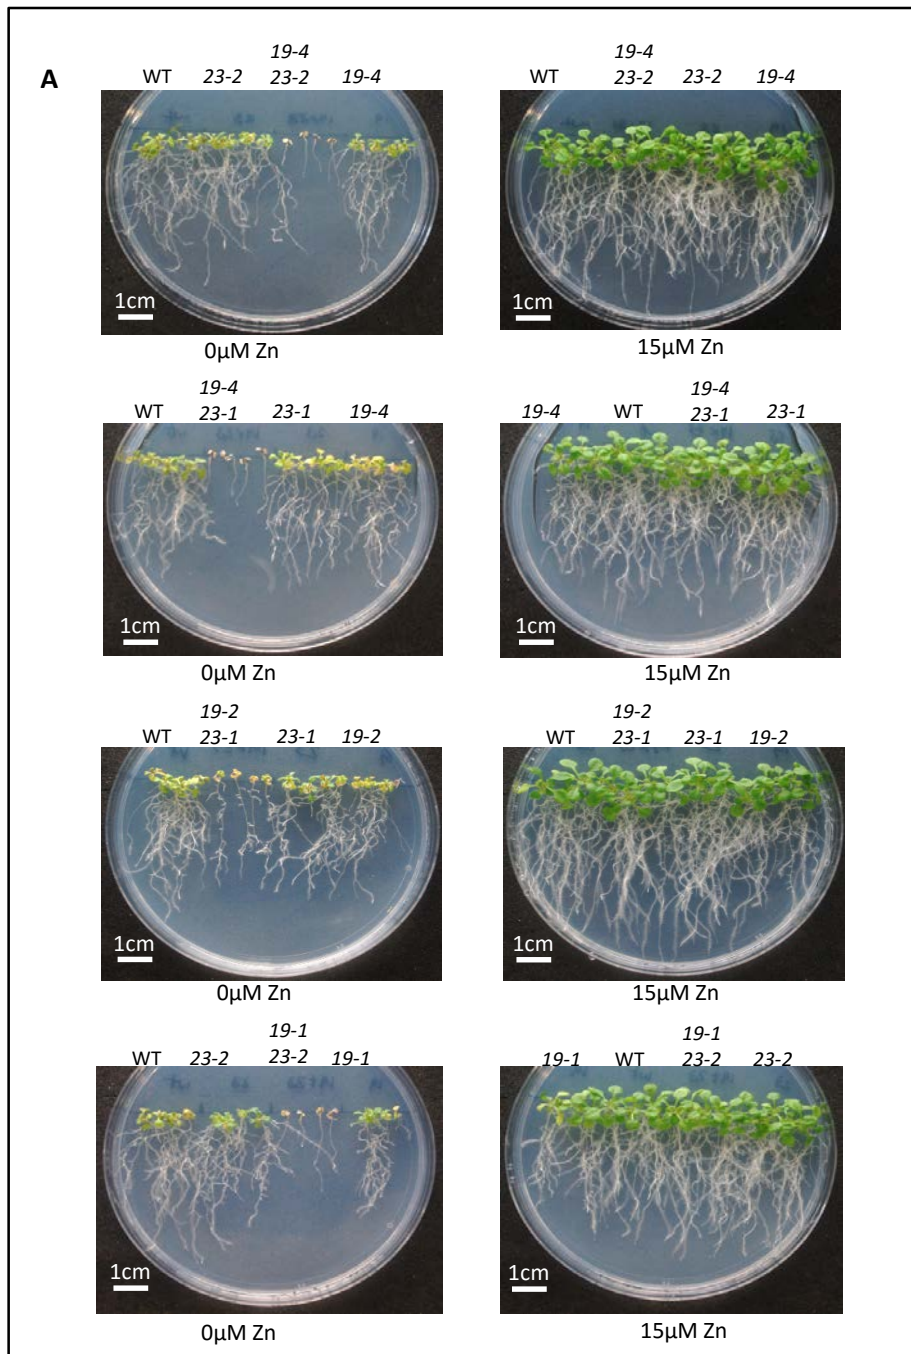 A
19-4 19-4
WT 23-2 23-2 19-4 WT 23-2 23-2 19-4
1cm 1cm
0µM Zn 15µM Zn
19-4 19-4
WT 23-1 23-1 19-4 19-4 WT 23-1 23-1
1cm 1cm
0µM Zn 15µM Zn
19-2 19-2
WT 23-1 23-1 19-2 WT 23-1 23-1 19-2
1cm 1cm
0µM Zn 15µM Zn
19-1 19-1
WT 23-2 23-2 19-1 19-1 WT 23-2 23-2
1cm 1cm
0µM Zn 15µM Zn